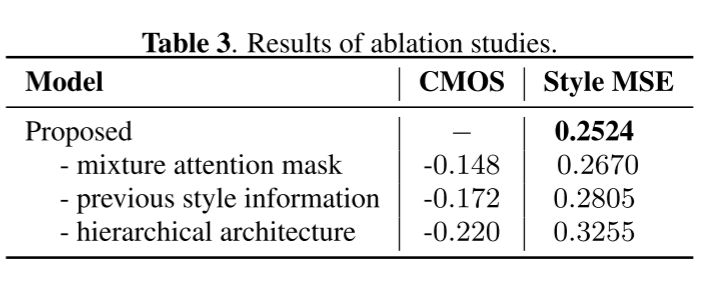 Table 3. Results of ablation studies.
Model CMOS Style MSE
Proposed − 0.2524
- mixture attention mask -0.148 0.2670
- previous style information -0.172 0.2805
- hierarchical architecture -0.220 0.3255